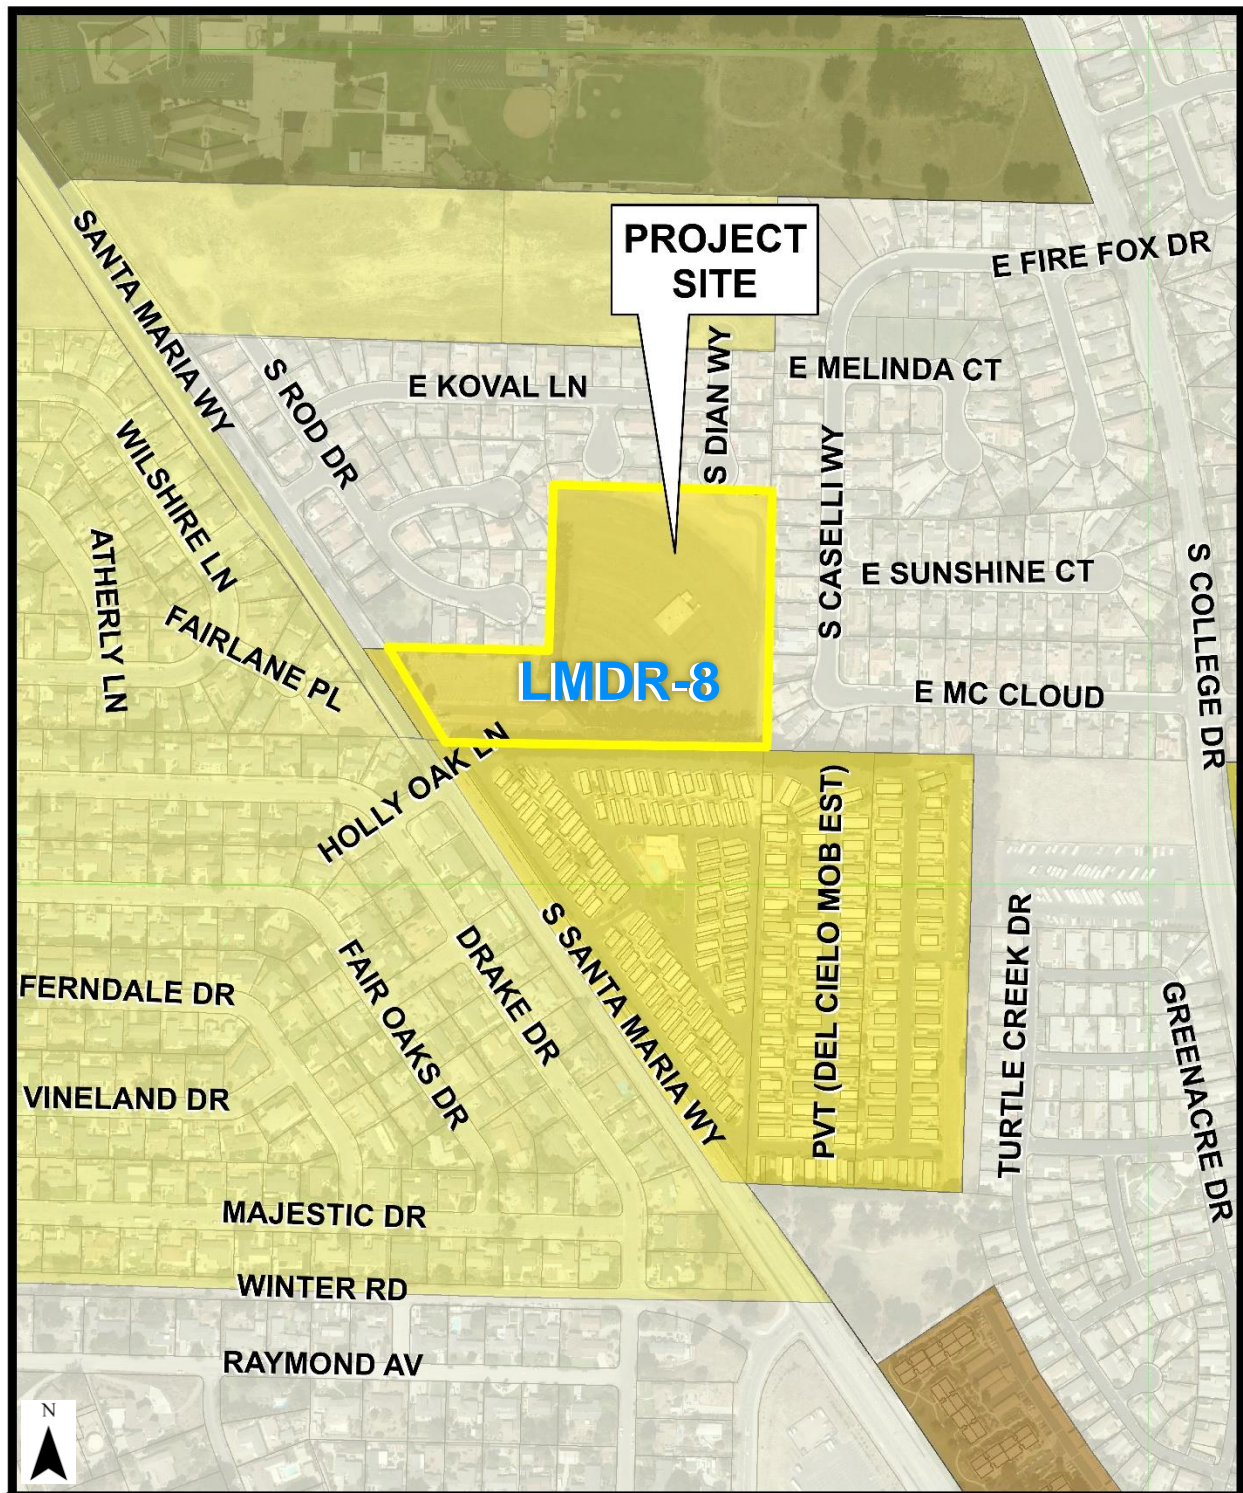 PROJECT
SITE
SANTA MARIA WY
E FIRE FOX DR
S ROD DR
E KOVAL LN
S DIAN WY
E MELINDA CT
WILSHIRE LN
S CASELLI WY
ATHERLY LN
E SUNSHINE CT
S COLLEGE DR
FAIRLANE PL
LMDR-8
E MC CLOUD
HOLLY OAK LN
PVT (DEL CIELO MOB EST)
S SANTA MARIA WY
DRAKE DR
FAIR OAKS DR
FERNDALE DR
TURTLE CREEK DR
GREENACRE DR
VINELAND DR
MAJESTIC DR
WINTER RD
RAYMOND AV
N